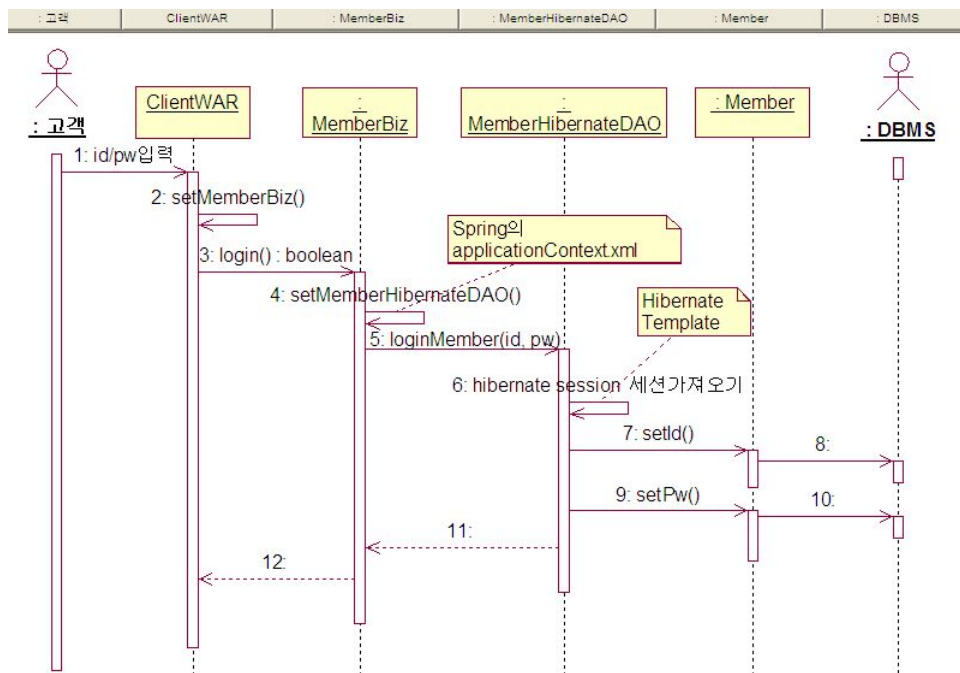 : 고객
ClientWAR
: MemberBiz
: MemberHibernateDAO
: Member
: DBMS
: 고객
ClientWAR
:
MemberBiz
:
MemberHibernateDAO
: Member
: DBMS
1: id/pw입력
2: setMemberBiz()
Spring의
applicationContext.xml
3: login() : boolean
4: setMemberHibernateDAO()
Hibernate
Template
5: loginMember(id, pw)
6: hibernate session 세션가져오기
7: setId()
8:
9: setPw()
10:
11:
12: